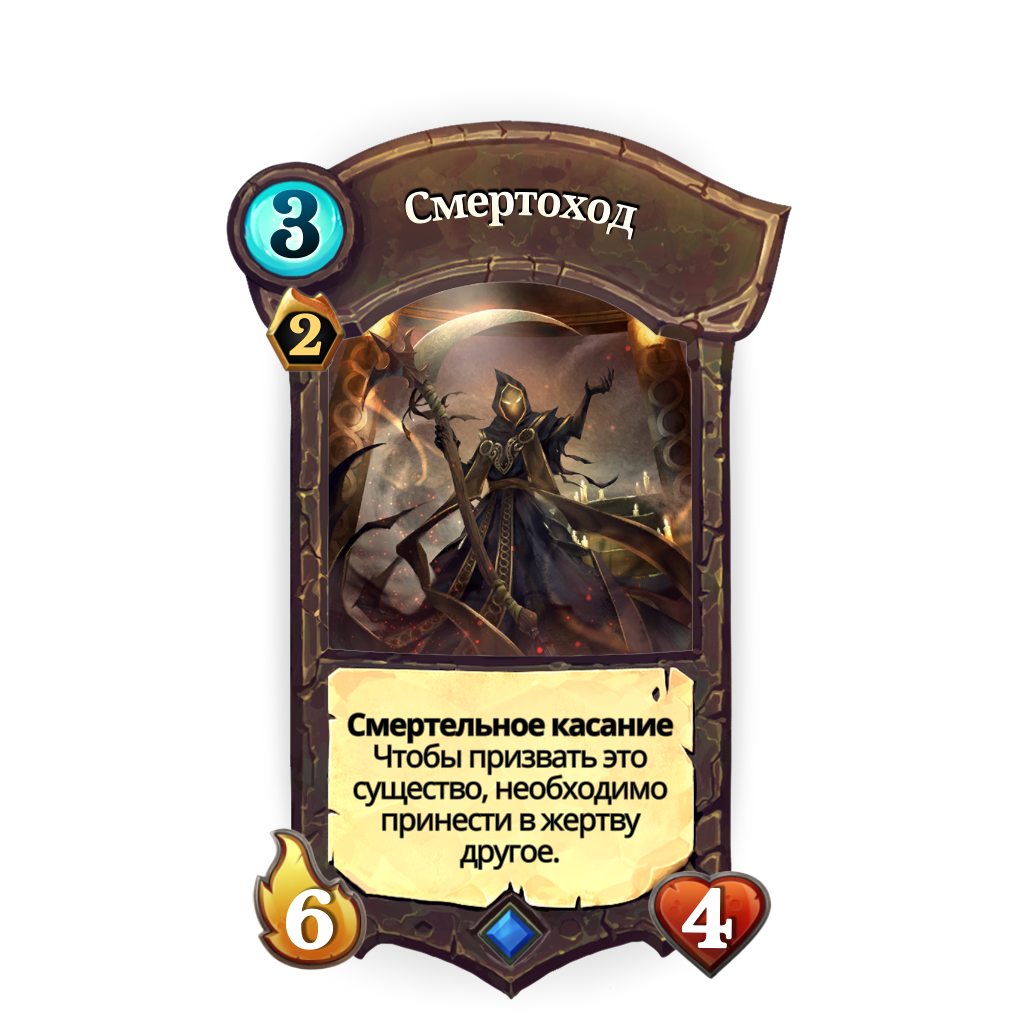 Смертоход
3
2
Смертельное касание
Чтобы призвать это
существо, необходимо
принести в жертву
другое.
6
4